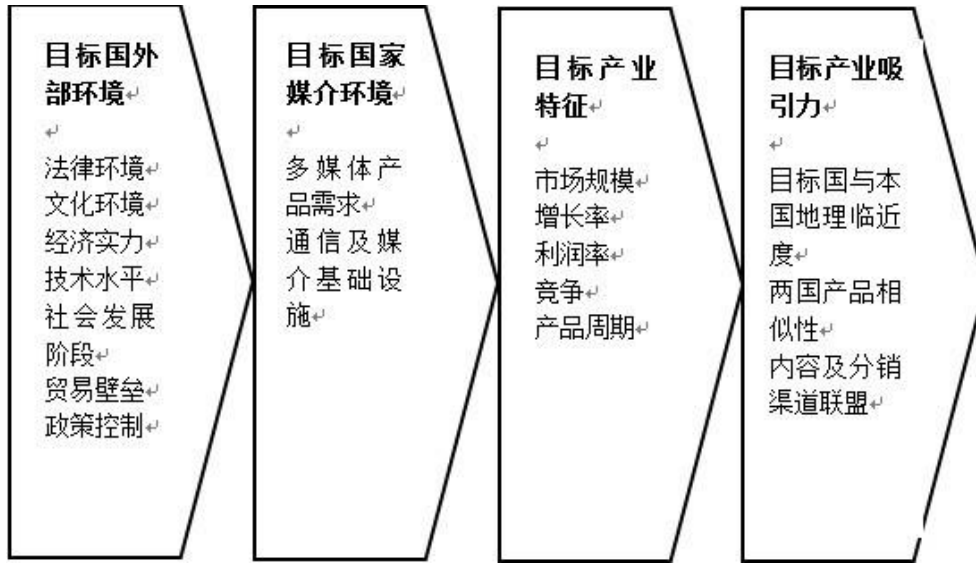 目标国外
部环境
法律环境
文化环境
经济实力
技术水平
社会发展
阶段
贸易壁垒
政策控制
目标国家
媒介环境
多媒体产
品需求
通信及媒
介基础设
施
目标产业
特征
市场规模
增长率
利润率
竞争
产品周期
目标产业吸
引力
目标国与本
国地理临近
度
两国产品相
似性
内容及分销
渠道联盟